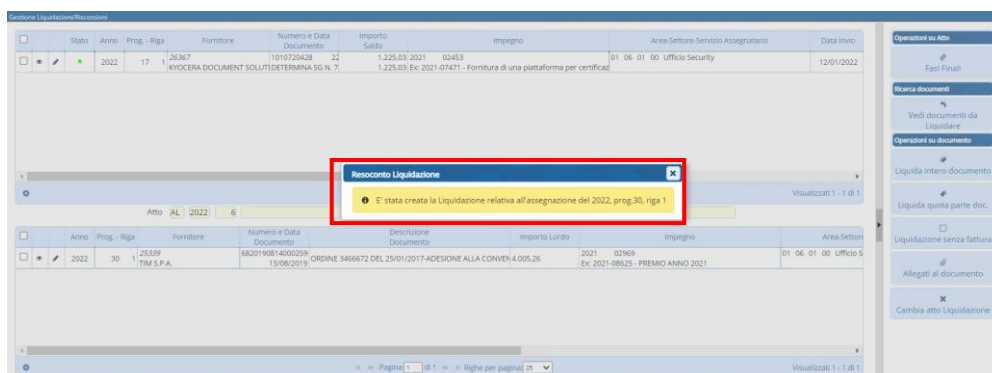 Gestione Liquidazioni/Riscossioni
Stato Anno Prog. - Riga Fornitore Numero e Data Documento Importo Saldo Impegno Area-Settore-Servizio Assegnatario Data Invio
2022 17 1 26367 1010720428 22 1.225,03 2021 02453 01 06 01 00 Ufficio Security 12/01/2022
KYOCERA DOCUMENT SOLUTI DETERMINA SG N. 7 1.225,03 Ex: 2021-07471 - Fornitura di una piattaforma per certificaz
Visualizzati 1 - 1 di 1
Resoconto Liquidazione
E' stata creata la Liquidazione relativa all'assegnazione del 2022, prog.30, riga 1
Atto AL 2022 6
Anno Prog. - Riga Fornitore Numero e Data Documento Descrizione Documento Importo Lordo Impegno Area-Settore
2022 30 1 25339 6820190814000259 ORDINE 3466672 DEL 25/01/2017-ADESIONE ALLA CONVEN 4.005,26 2021 02969 01 06 01 00 Ufficio S
TIM S.P.A. 13/08/2019 Ex: 2021-08625 - PREMIO ANNO 2021
Pagina 1 di 1 Righe per pagina: 25 Visualizzati 1 - 1 di 1
Operazioni su Atto
Fasi Finali
Ricerca documenti
Vedi documenti da
Liquidare
Operazioni su documento
Liquida intero documento
Liquida quota parte doc.
Liquidazione senza fattura
Allegati al documento
Cambia atto Liquidazione